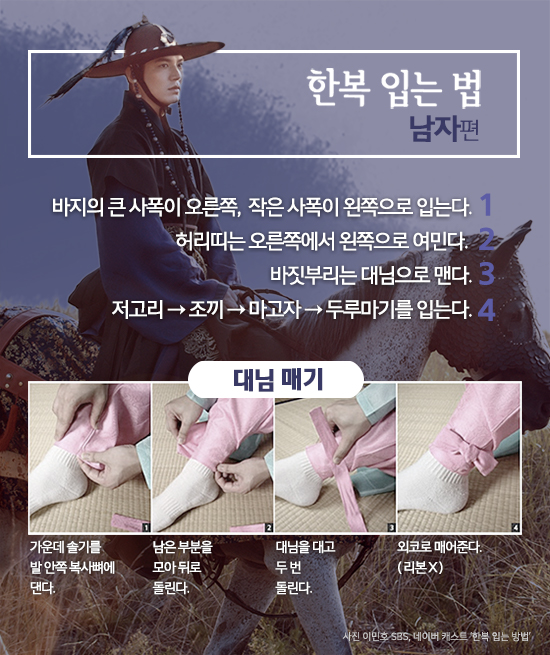 한복 입는 법
남자편
바지의 큰 사폭이 오른쪽, 작은 사폭이 왼쪽으로 입는다. 1
허리띠는 오른쪽에서 왼쪽으로 여민다. 2
바짓부리는 대님으로 맨다. 3
저고리 → 조끼 → 마고자 → 두루마기를 입는다. 4
대님 매기
1
2
3
4
가운데 솔기를
발 안쪽 복사뼈에
댄다.
남은 부분을
모아 뒤로
돌린다.
대님을 대고
두 번
돌린다.
외코로 매어준다.
(리본 X)
사진 이민호 SBS, 네이버 캐스트 '한복 입는 방법'